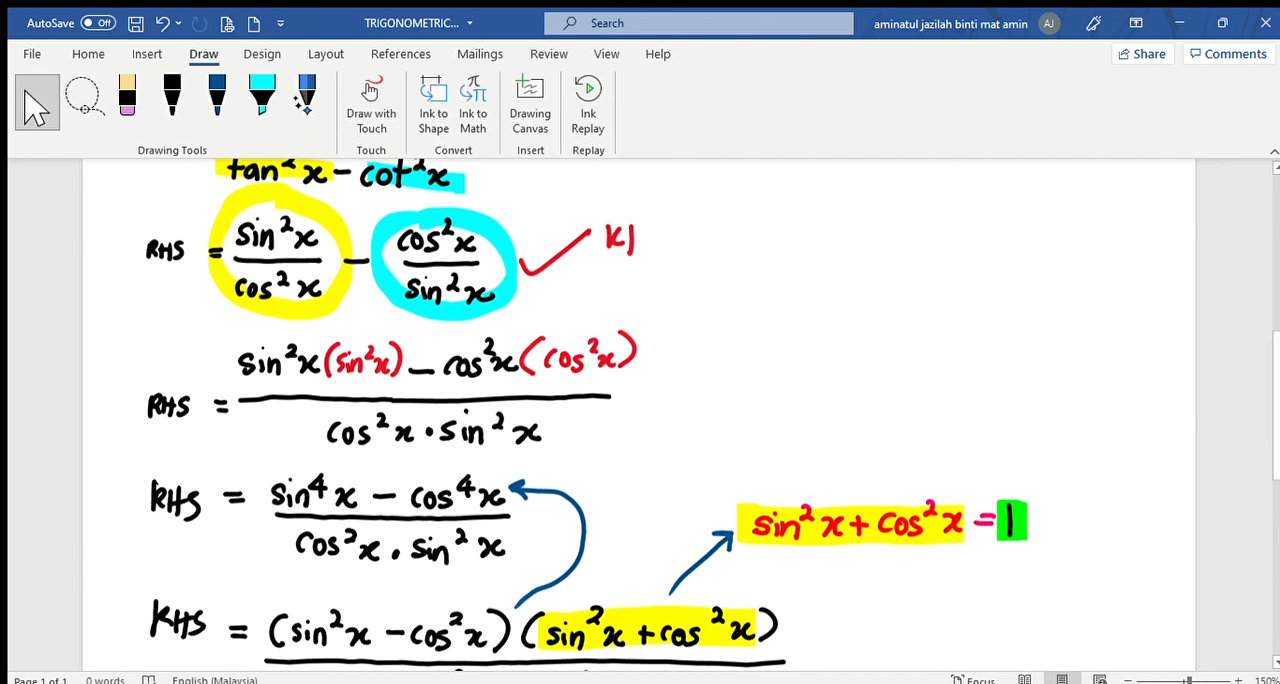 AutoSave Off TRIGONOMETRIC... Search aminatul jazilah binti mat amin AJ
File Home Insert Draw Design Layout References Mailings Review View Help Share Comments
Draw with Touch Ink to Shape Ink to Math Drawing Canvas Ink Replay
Drawing Tools Touch Convert Insert Replay
tan²x − cot²x
RHS = sin²x/cos²x − cos²x/sin²x K1
RHS = sin²x(sin²x) − cos²x(cos²x)
cos²x · sin²x
RHS = sin⁴x − cos⁴x
cos²x · sin²x
sin²x + cos²x = 1
RHS = (sin²x − cos²x)(sin²x + cos²x)
Page 1 of 1 0 words English (Malaysia) Focus 150%